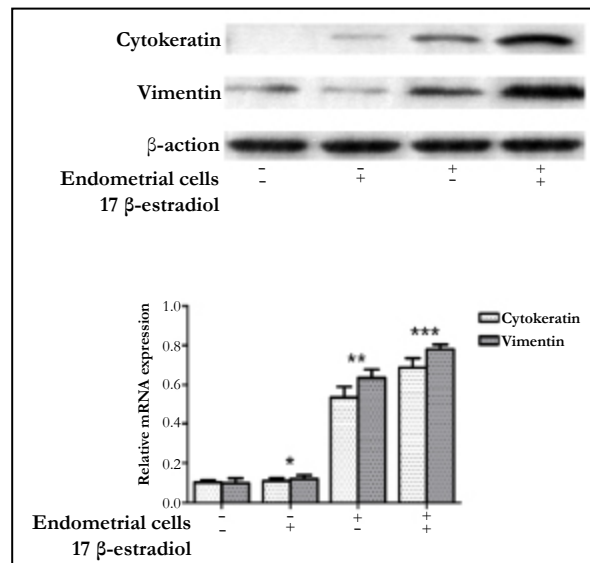 Cytokeratin
Vimentin
β-action
Endometrial cells - - + +
17 β-estradiol - + - +
Relative mRNA expression
1.0
0.8
0.6
0.4
0.2
0.0
* ** ***
Cytokeratin
Vimentin
Endometrial cells - - + +
17 β-estradiol - + - +